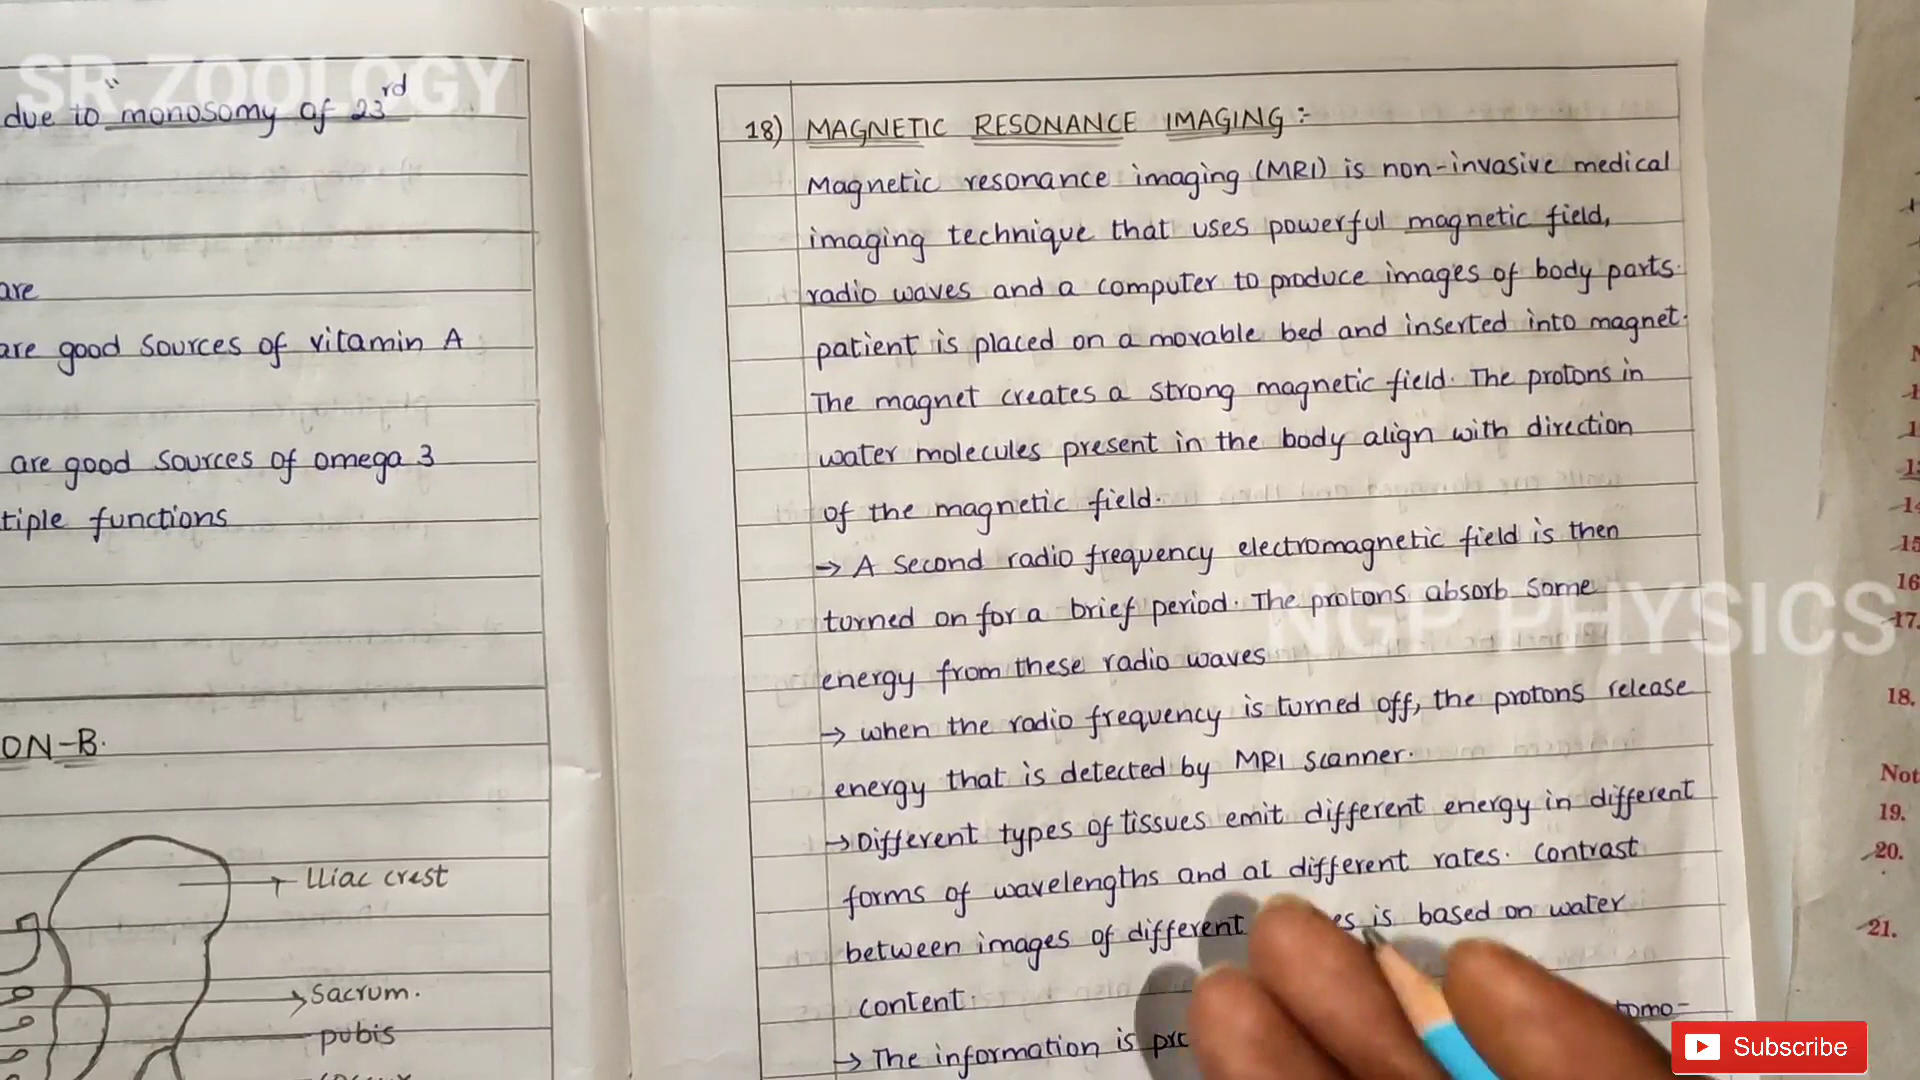 SR.ZOOLOGY
due to "monosomy of 23rd
are
are good sources of vitamin A
are good sources of omega 3
tiple functions
ON-B.
Iliac crest
Sacrum.
pubis
18) MAGNETIC RESONANCE IMAGING :-
Magnetic resonance imaging (MRI) is non-invasive medical
imaging technique that uses powerful magnetic field,
radio waves and a computer to produce images of body parts.
patient is placed on a movable bed and inserted into magnet.
The magnet creates a strong magnetic field. The protons in
water molecules present in the body align with direction
of the magnetic field.
→ A second radio frequency electromagnetic field is then
turned on for a brief period. The protons absorb some
energy from these radio waves
→ when the radio frequency is turned off, the protons release
energy that is detected by MRI scanner.
→ Different types of tissues emit different energy in different
forms of wavelengths and at different rates. Contrast
between images of different es is based on water
content.
→ The information is pro tomo-
NGP PHYSICS
15
16
17.
18.
Not
19.
20.
21.
Subscribe